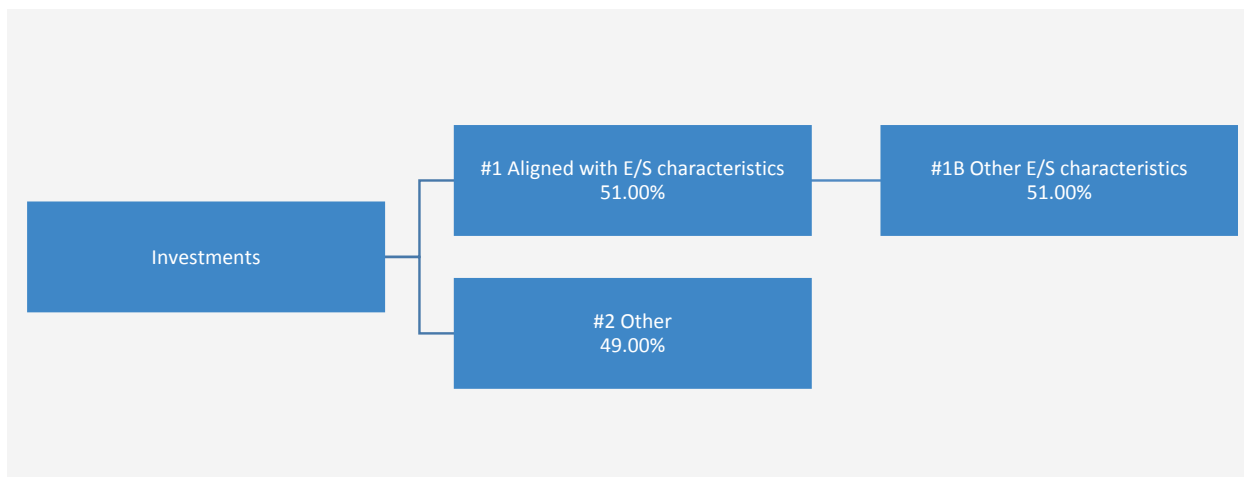 Investments
#1 Aligned with E/S characteristics
51.00%
#1B Other E/S characteristics
51.00%
#2 Other
49.00%